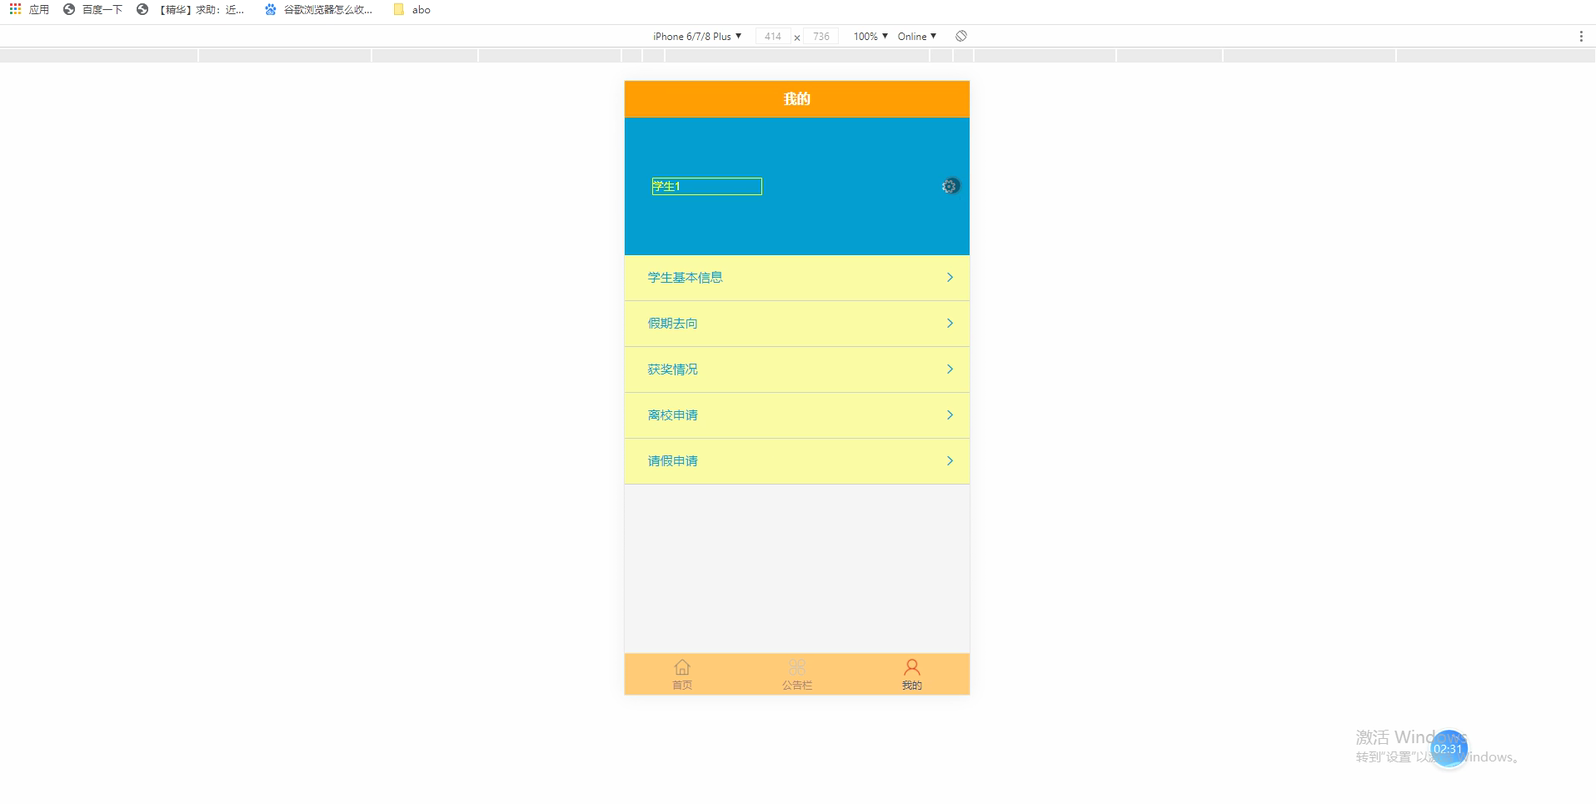 应用 百度一下 【精华】求助：近... 谷歌浏览器怎么收... abo
iPhone 6/7/8 Plus ▼ 414 x 736 100% ▼ Online ▼
我的
学生1
学生基本信息
假期去向
获奖情况
离校申请
请假申请
首页 公告栏 我的
激活 Windows
02:31
转到"设置"以 Windows。